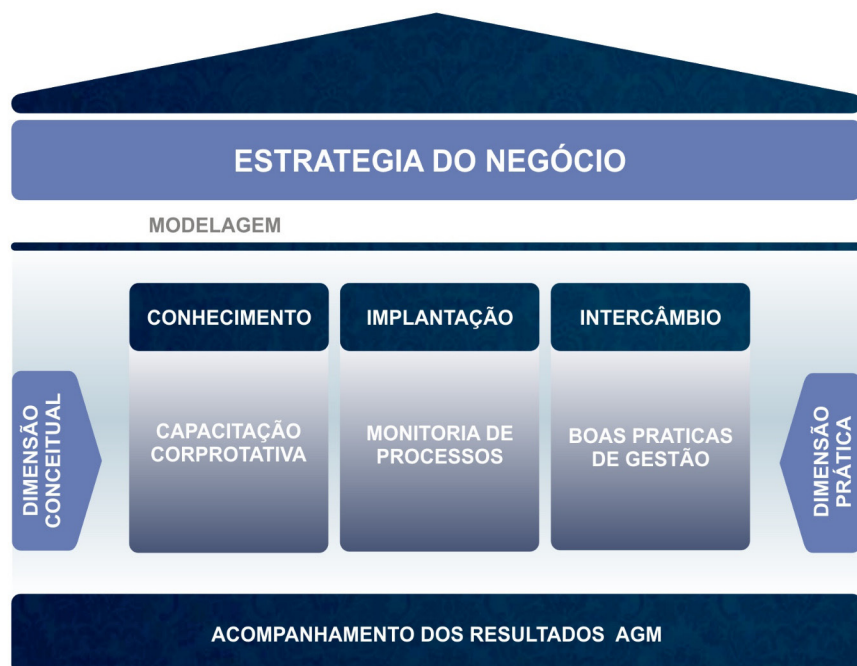 ESTRATEGIA DO NEGÓCIO
MODELAGEM
CONHECIMENTO
IMPLANTAÇÃO
INTERCÂMBIO
DIMENSÃO
CONCEITUAL
CAPACITAÇÃO
CORPROTATIVA
MONITORIA DE
PROCESSOS
BOAS PRATICAS
DE GESTÃO
DIMENSÃO
PRÁTICA
ACOMPANHAMENTO DOS RESULTADOS AGM